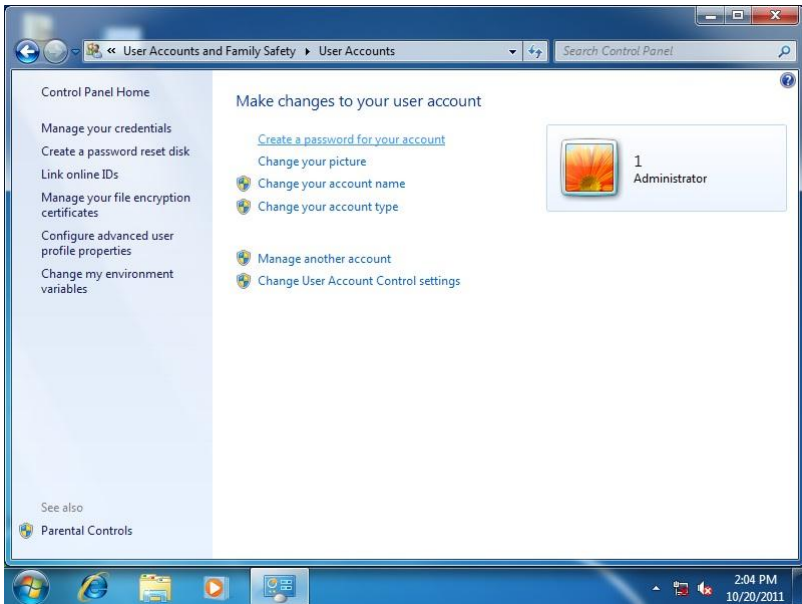 « User Accounts and Family Safety ▸ User Accounts
Search Control Panel
Control Panel Home
Manage your credentials
Create a password reset disk
Link online IDs
Manage your file encryption
certificates
Configure advanced user
profile properties
Change my environment
variables
See also
Parental Controls
Make changes to your user account
Create a password for your account
Change your picture
Change your account name
Change your account type
Manage another account
Change User Account Control settings
1
Administrator
2:04 PM
10/20/2011